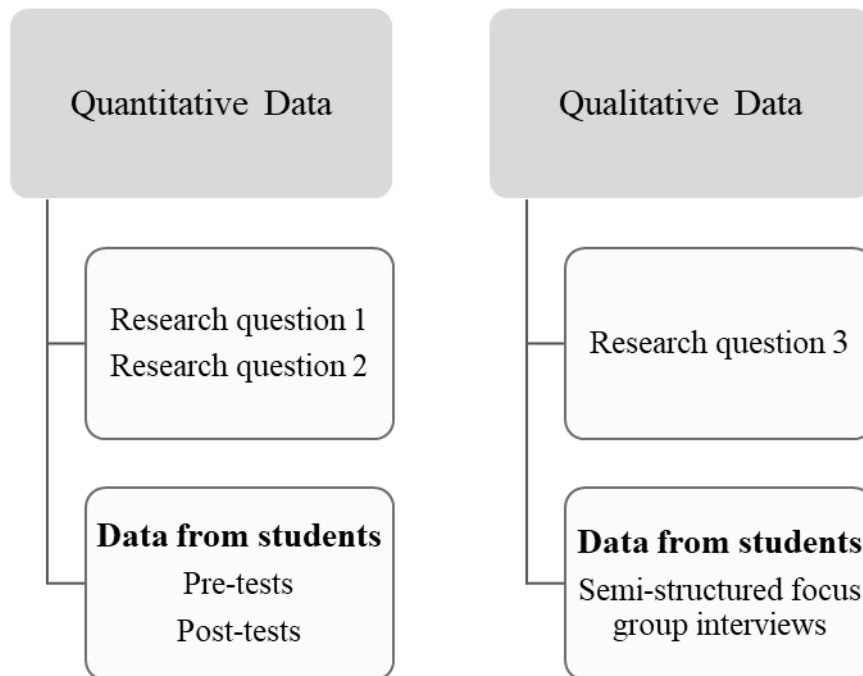 Quantitative Data
Research question 1
Research question 2
Data from students
Pre-tests
Post-tests
Qualitative Data
Research question 3
Data from students
Semi-structured focus
group interviews